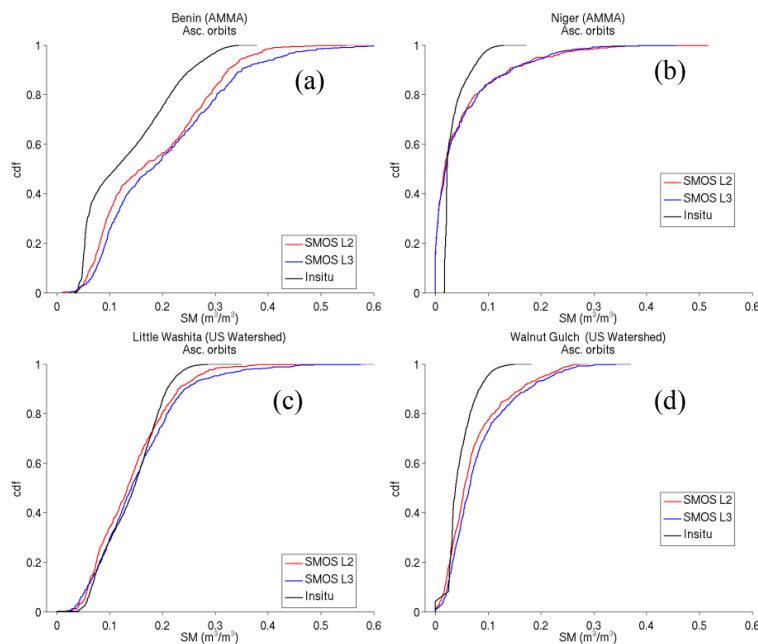 Benin (AMMA)
Asc. orbits
1
0.8
0.6
0.4
0.2
0
cdf
(a)
SMOS L2
SMOS L3
Insitu
0 0.1 0.2 0.3 0.4 0.5 0.6
SM (m³/m³)
Niger (AMMA)
Asc. orbits
1
0.8
0.6
0.4
0.2
0
cdf
(b)
SMOS L2
SMOS L3
Insitu
0 0.1 0.2 0.3 0.4 0.5 0.6
SM (m³/m³)
Little Washita (US Watershed)
Asc. orbits
1
0.8
0.6
0.4
0.2
0
cdf
(c)
SMOS L2
SMOS L3
Insitu
0 0.1 0.2 0.3 0.4 0.5 0.6
SM (m³/m³)
Walnut Gulch (US Watershed)
Asc. orbits
1
0.8
0.6
0.4
0.2
0
cdf
(d)
SMOS L2
SMOS L3
Insitu
0 0.1 0.2 0.3 0.4 0.5 0.6
SM (m³/m³)